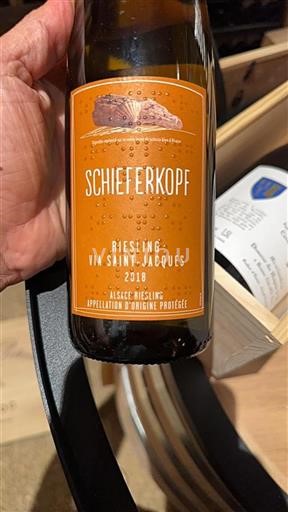 SCHIEFERKOPF
RIESLING
VIN SAINT-JACQUES
2018
ALSACE RIESLING
APPELLATION D'ORIGINE PROTÉGÉE